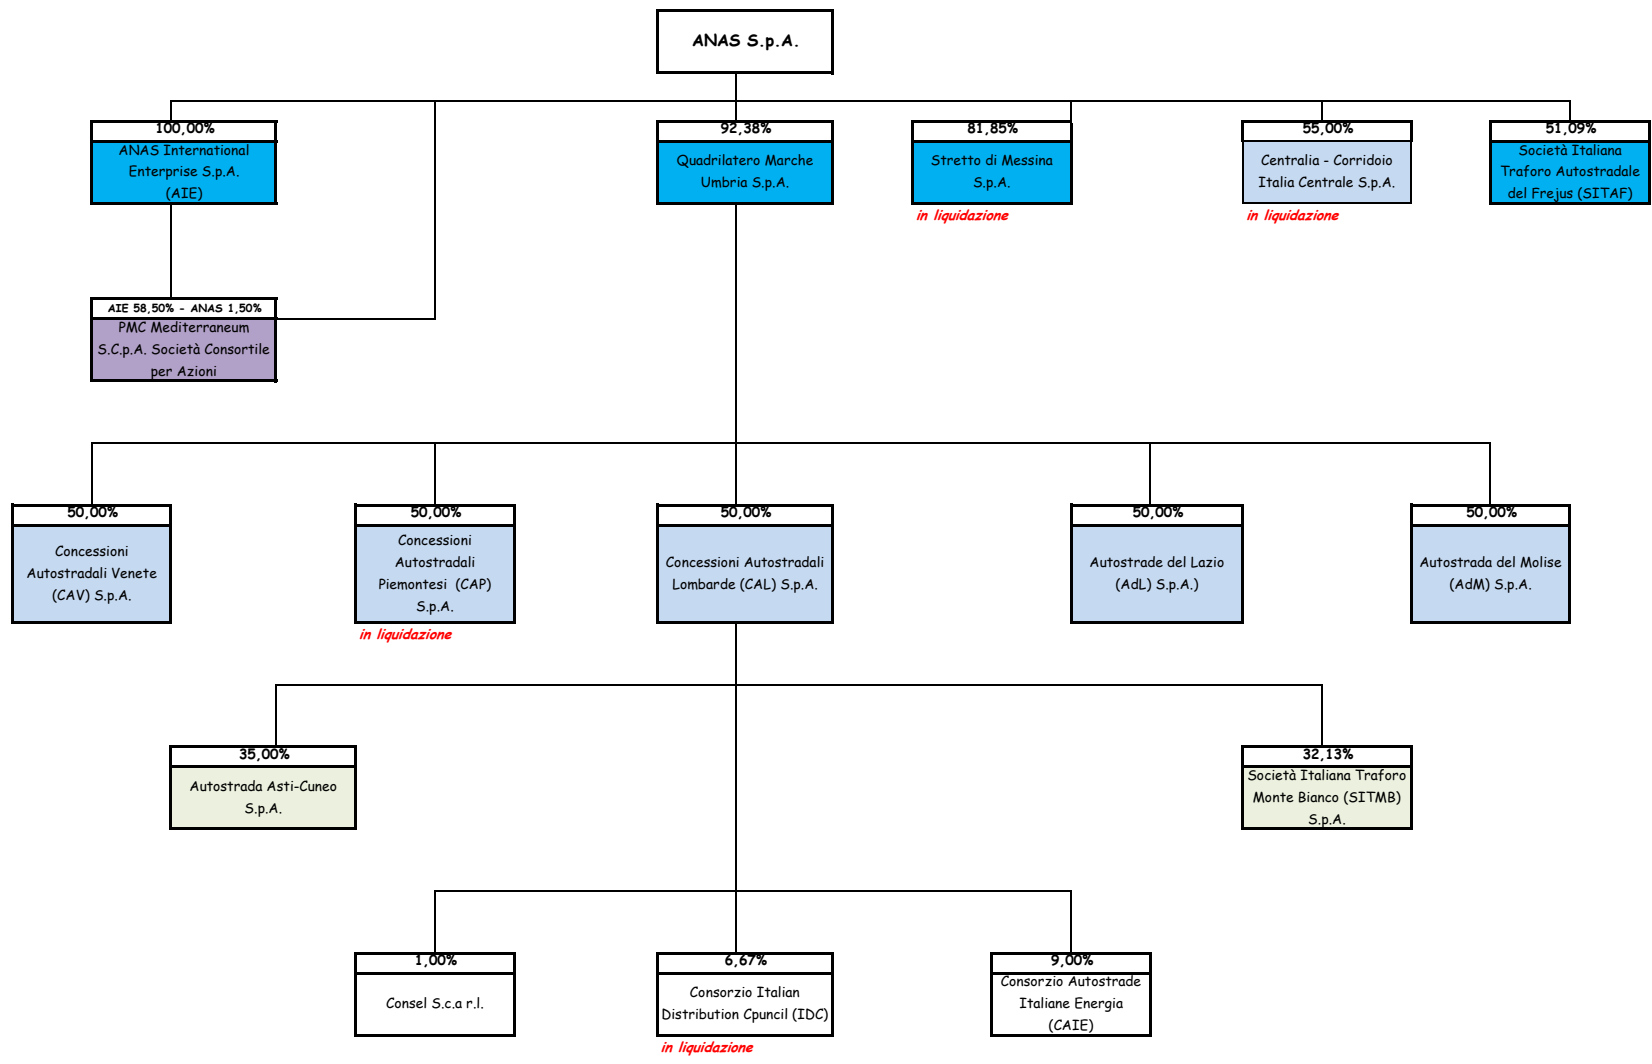 ANAS S.p.A.
100,00%
ANAS International
Enterprise S.p.A.
(AIE)
92,38%
Quadrilatero Marche
Umbria S.p.A.
81,85%
Stretto di Messina
S.p.A.
in liquidazione
55,00%
Centralia - Corridoio
Italia Centrale S.p.A.
in liquidazione
51,09%
Società Italiana
Traforo Autostradale
del Frejus (SITAF)
AIE 58,50% - ANAS 1,50%
PMC Mediterraneum
S.C.p.A. Società Consortile
per Azioni
50,00%
Concessioni
Autostradali Venete
(CAV) S.p.A.
50,00%
Concessioni
Autostradali
Piemontesi (CAP)
S.p.A.
in liquidazione
50,00%
Concessioni Autostradali
Lombarde (CAL) S.p.A.
50,00%
Autostrade del Lazio
(AdL) S.p.A.)
50,00%
Autostrada del Molise
(AdM) S.p.A.
35,00%
Autostrada Asti-Cuneo
S.p.A.
32,13%
Società Italiana Traforo
Monte Bianco (SITMB)
S.p.A.
1,00%
Consel S.c.a r.l.
6,67%
Consorzio Italian
Distribution Cpuncil (IDC)
in liquidazione
9,00%
Consorzio Autostrade
Italiane Energia
(CAIE)